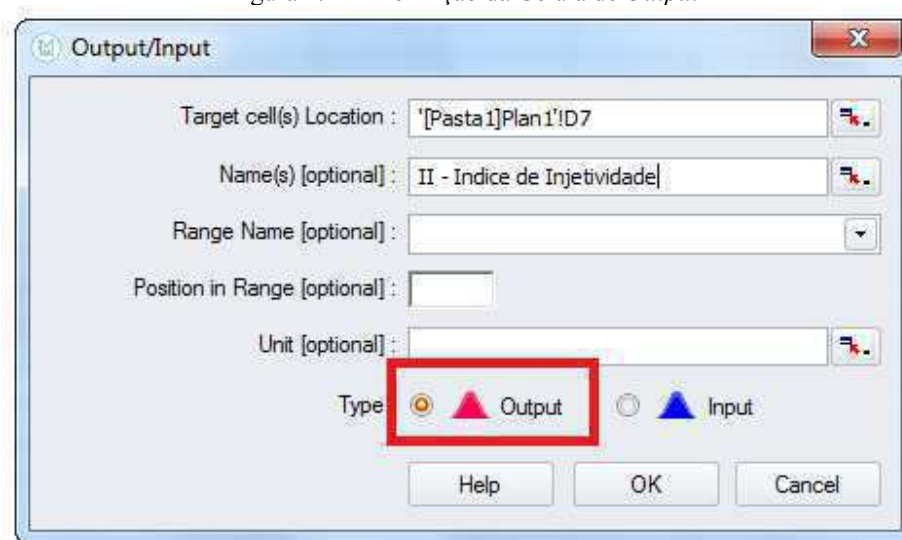 Output/Input
Target cell(s) Location : '[Pasta1]Plan1'!D7
Name(s) [optional] : II - Indice de Injetividade
Range Name [optional] :
Position in Range [optional] :
Unit [optional] :
Type Output Input
Help OK Cancel